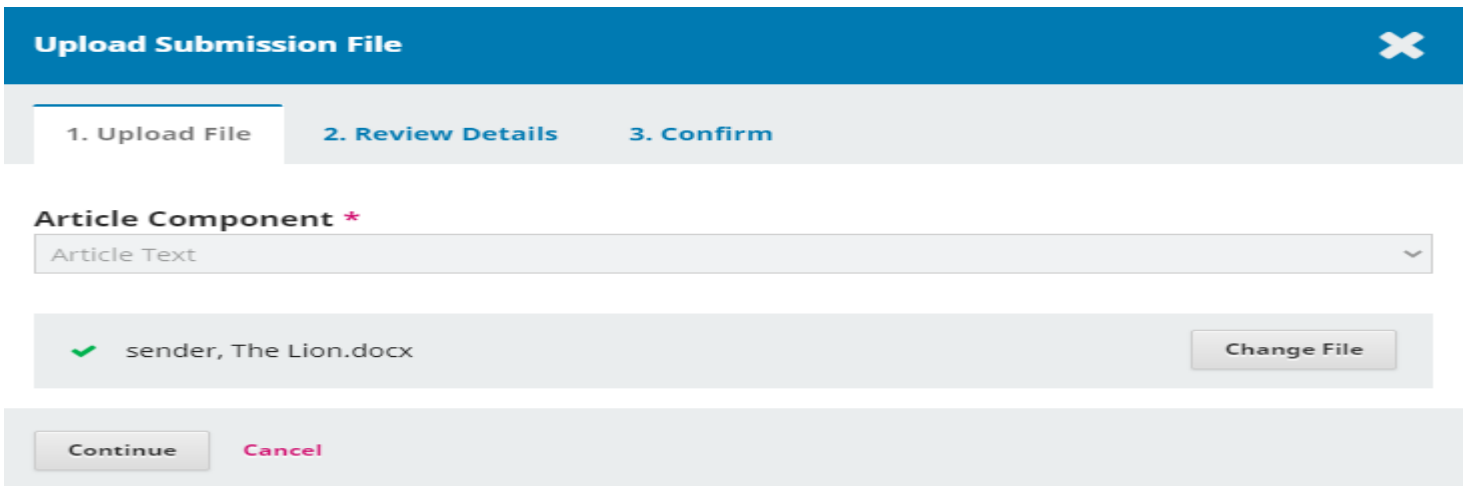 Upload Submission File
1. Upload File 2. Review Details 3. Confirm
Article Component *
Article Text
sender, The Lion.docx Change File
Continue Cancel